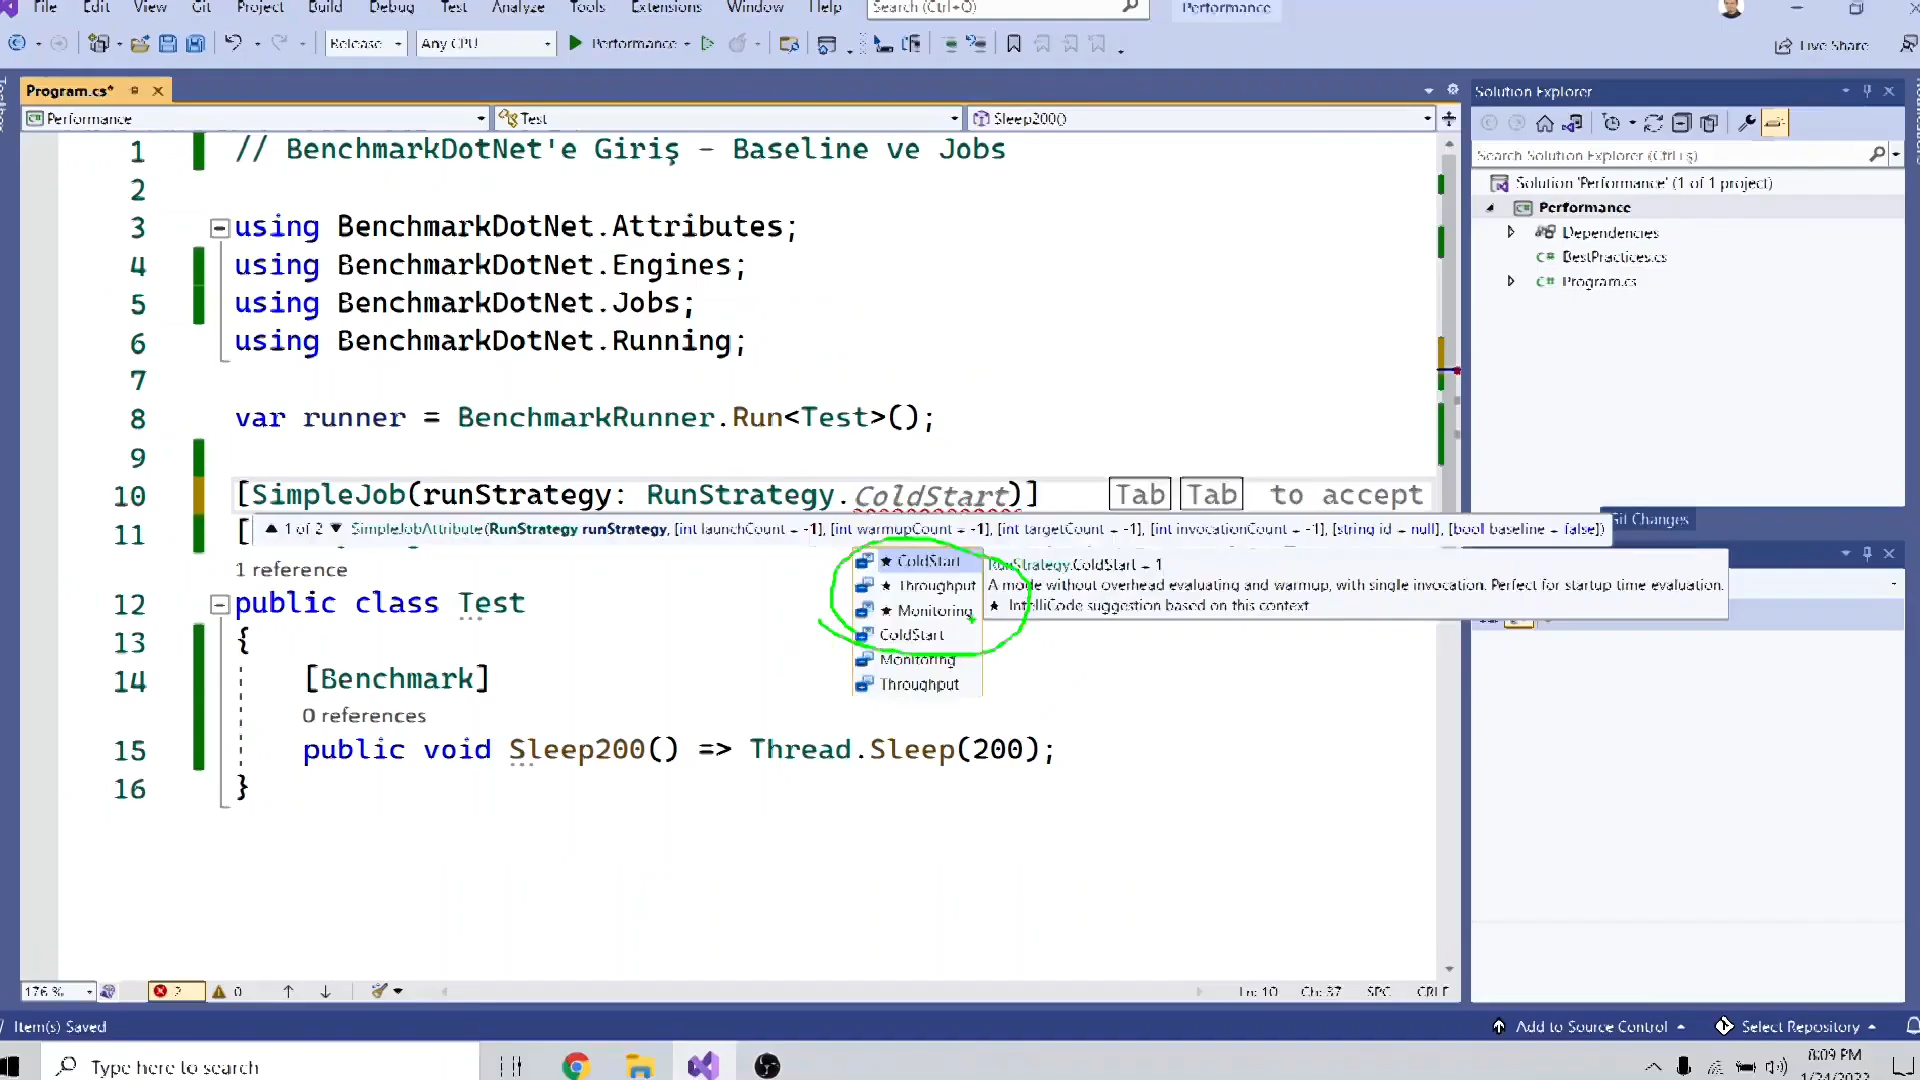 File Edit View Git Project Build Debug Test Analyze Tools Extensions Window Help Search (Ctrl+Q) Performance
Release Any CPU Performance Live Share
Program.cs*
Performance Test Sleep200()
1 // BenchmarkDotNet'e Giriş - Baseline ve Jobs
2
3 using BenchmarkDotNet.Attributes;
4 using BenchmarkDotNet.Engines;
5 using BenchmarkDotNet.Jobs;
6 using BenchmarkDotNet.Running;
7
8 var runner = BenchmarkRunner.Run<Test>();
9
10 [SimpleJob(runStrategy: RunStrategy.ColdStart)] Tab Tab to accept
11 [
1 of 2 SimpleJobAttribute(RunStrategy runStrategy, [int launchCount = -1], [int warmupCount = -1], [int targetCount = -1], [int invocationCount = -1], [string id = null], [bool baseline = false])
★ ColdStart
★ Throughput
★ Monitoring
ColdStart
Monitoring
Throughput
RunStrategy.ColdStart = 1
A mode without overhead evaluating and warmup, with single invocation. Perfect for startup time evaluation.
★ IntelliCode suggestion based on this context
1 reference
12 public class Test
13 {
14 [Benchmark]
0 references
15 public void Sleep200() => Thread.Sleep(200);
16 }
Solution Explorer
Search Solution Explorer (Ctrl+ş)
Solution 'Performance' (1 of 1 project)
Performance
Dependencies
C# BestPractices.cs
C# Program.cs
Git Changes
176 % 2 0 Ln: 10 Ch: 37 SPC CRLF
Item(s) Saved Add to Source Control Select Repository
Type here to search
8:09 PM